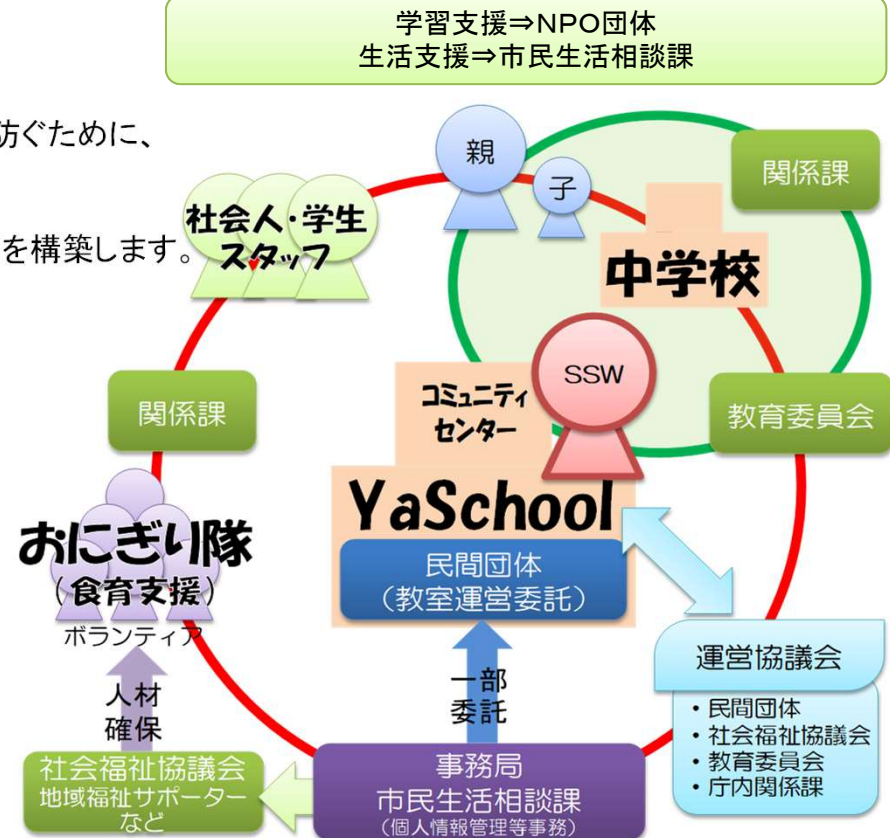 学習支援⇒NPO団体
生活支援⇒市民生活相談課
防ぐために、
を構築します。
親
子
関係課
社会人・学生
スタッフ
中学校
SSW
コミュニティ
センター
関係課
教育委員会
YaSchool
民間団体
（教室運営委託）
おにぎり隊
（食育支援）
ボランティア
運営協議会
・民間団体
・社会福祉協議会
・教育委員会
・庁内関係課
人材
確保
一部
委託
社会福祉協議会
地域福祉サポーター
など
事務局
市民生活相談課
（個人情報管理等事務）